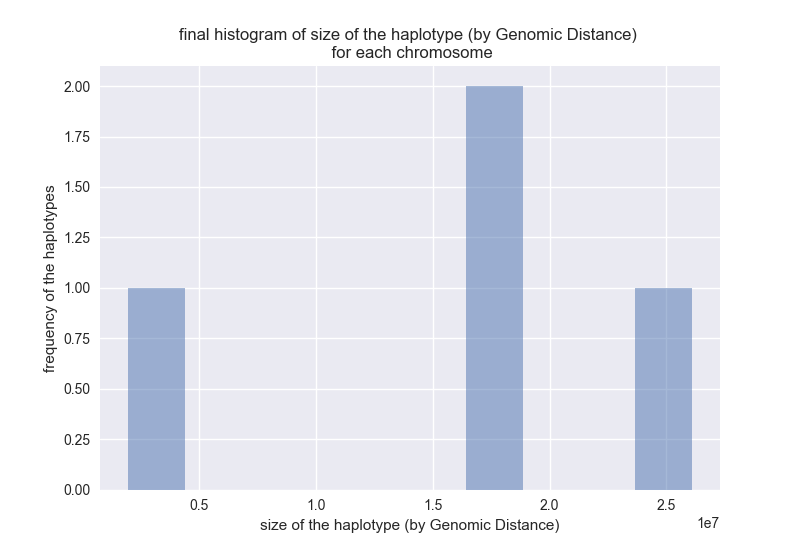 final histogram of size of the haplotype (by Genomic Distance)
for each chromosome
frequency of the haplotypes
2.00
1.75
1.50
1.25
1.00
0.75
0.50
0.25
0.00
0.5
1.0
1.5
2.0
2.5
1e7
size of the haplotype (by Genomic Distance)